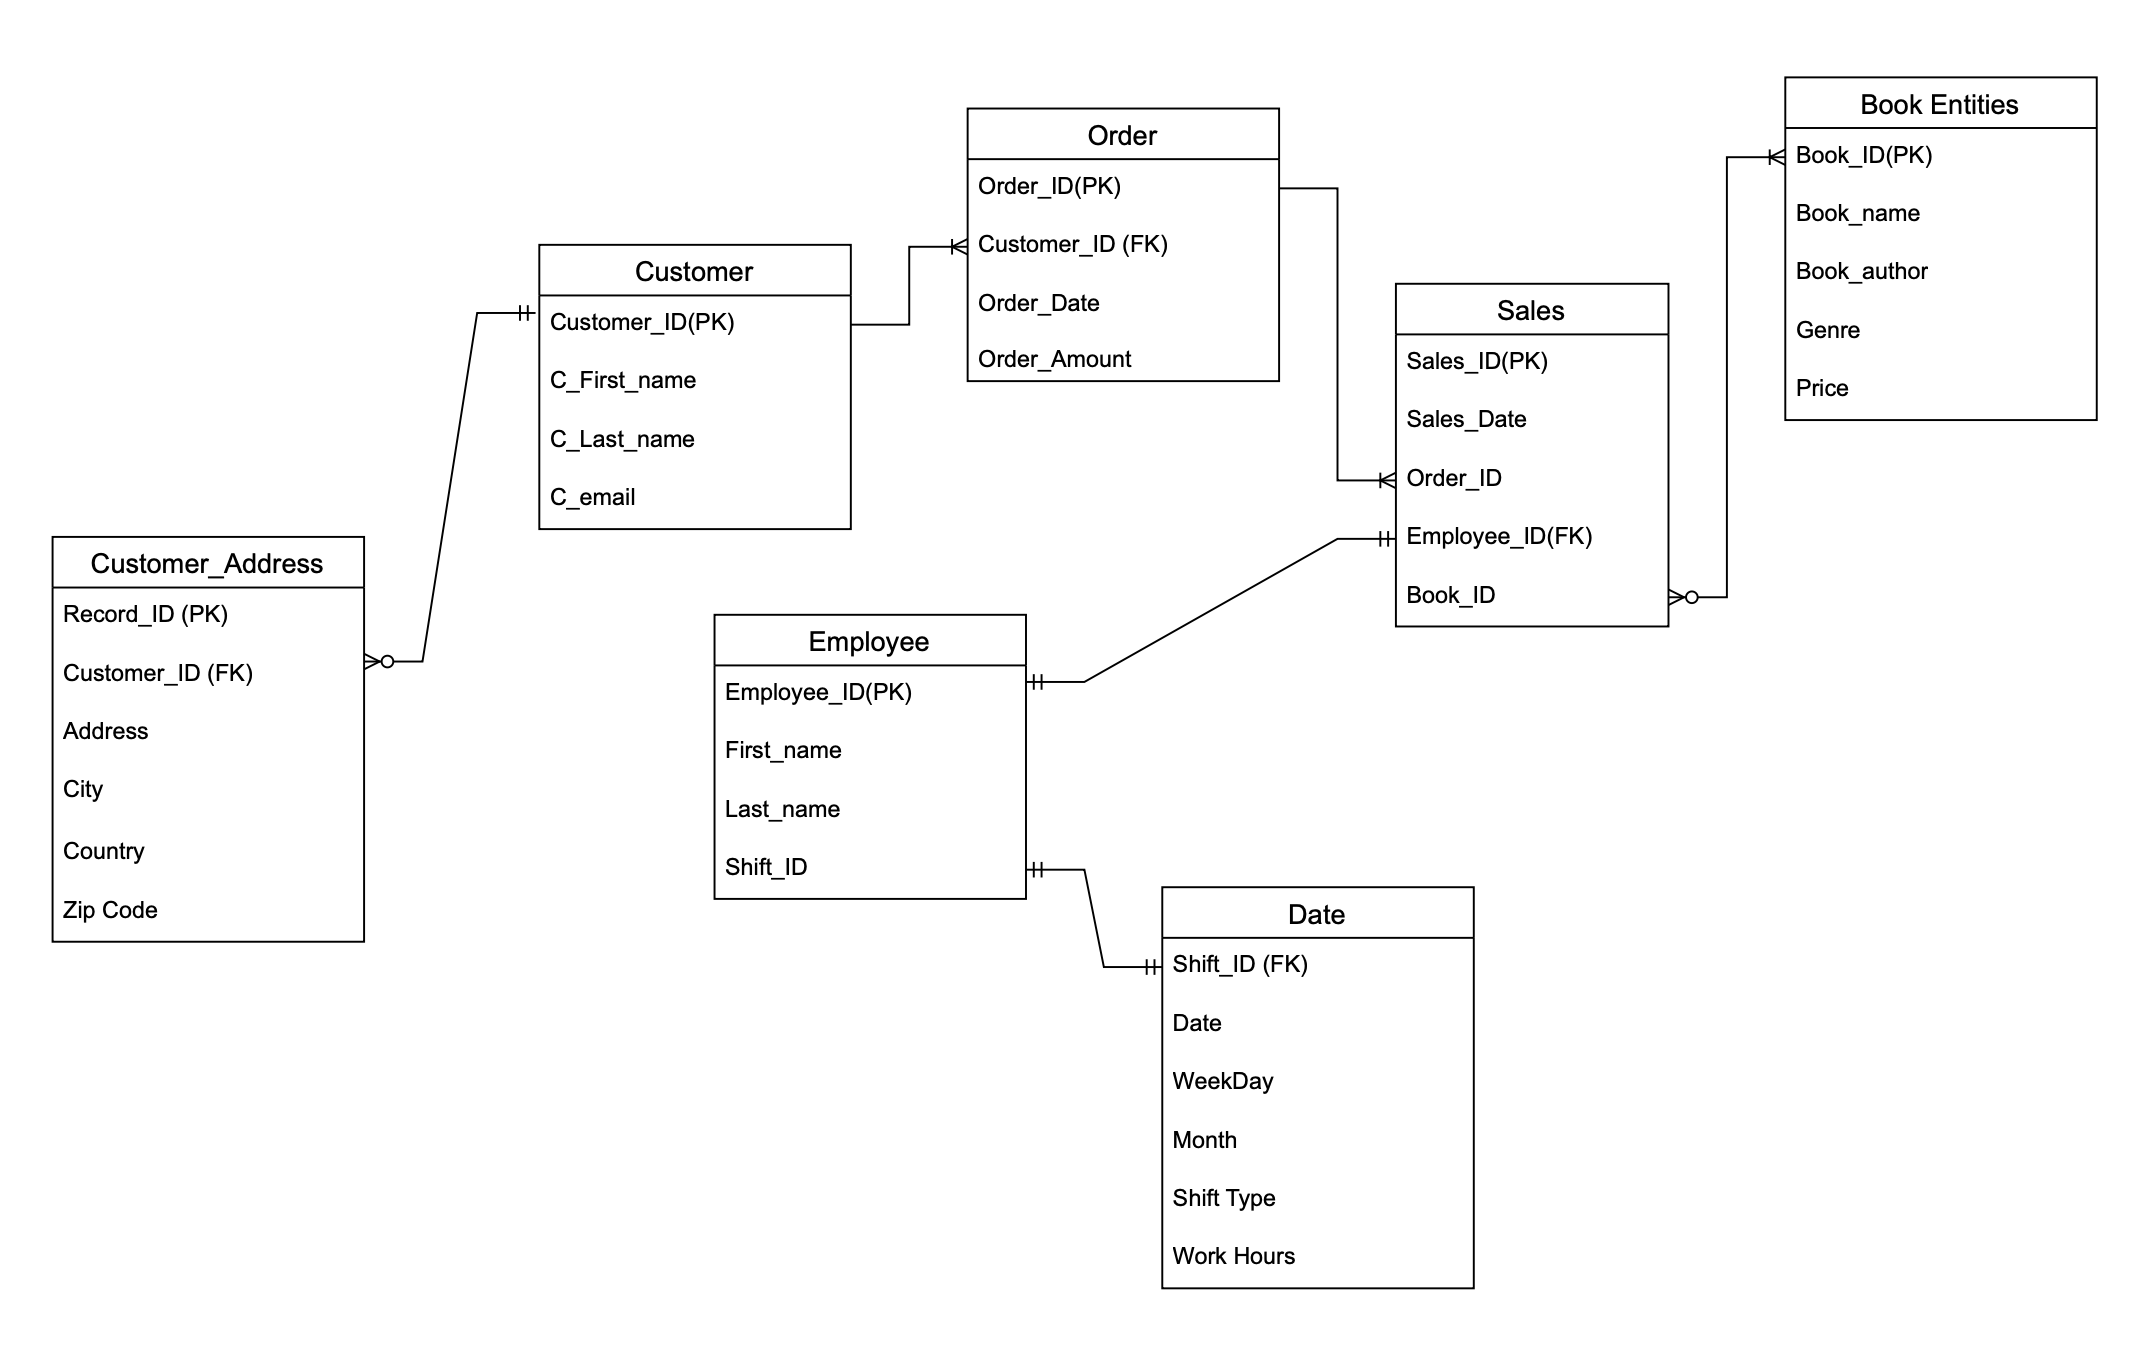 Customer_Address
Record_ID (PK)
Customer_ID (FK)
Address
City
Country
Zip Code
Customer
Customer_ID(PK)
C_First_name
C_Last_name
C_email
Order
Order_ID(PK)
Customer_ID (FK)
Order_Date
Order_Amount
Employee
Employee_ID(PK)
First_name
Last_name
Shift_ID
Sales
Sales_ID(PK)
Sales_Date
Order_ID
Employee_ID(FK)
Book_ID
Book Entities
Book_ID(PK)
Book_name
Book_author
Genre
Price
Date
Shift_ID (FK)
Date
WeekDay
Month
Shift Type
Work Hours